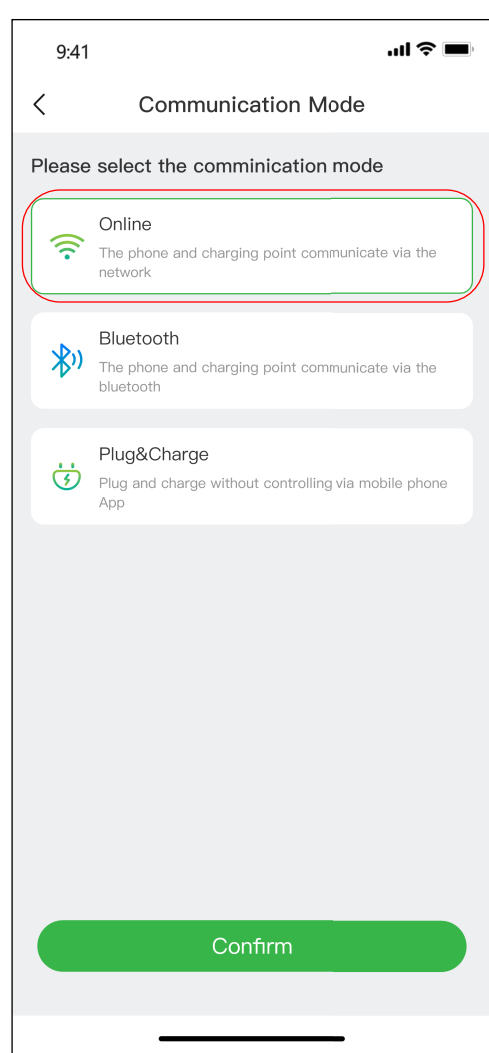 9:41
Communication Mode
Please select the comminication mode
Online
The phone and charging point communicate via the
network
Bluetooth
The phone and charging point communicate via the
bluetooth
Plug&Charge
Plug and charge without controlling via mobile phone
App
Confirm